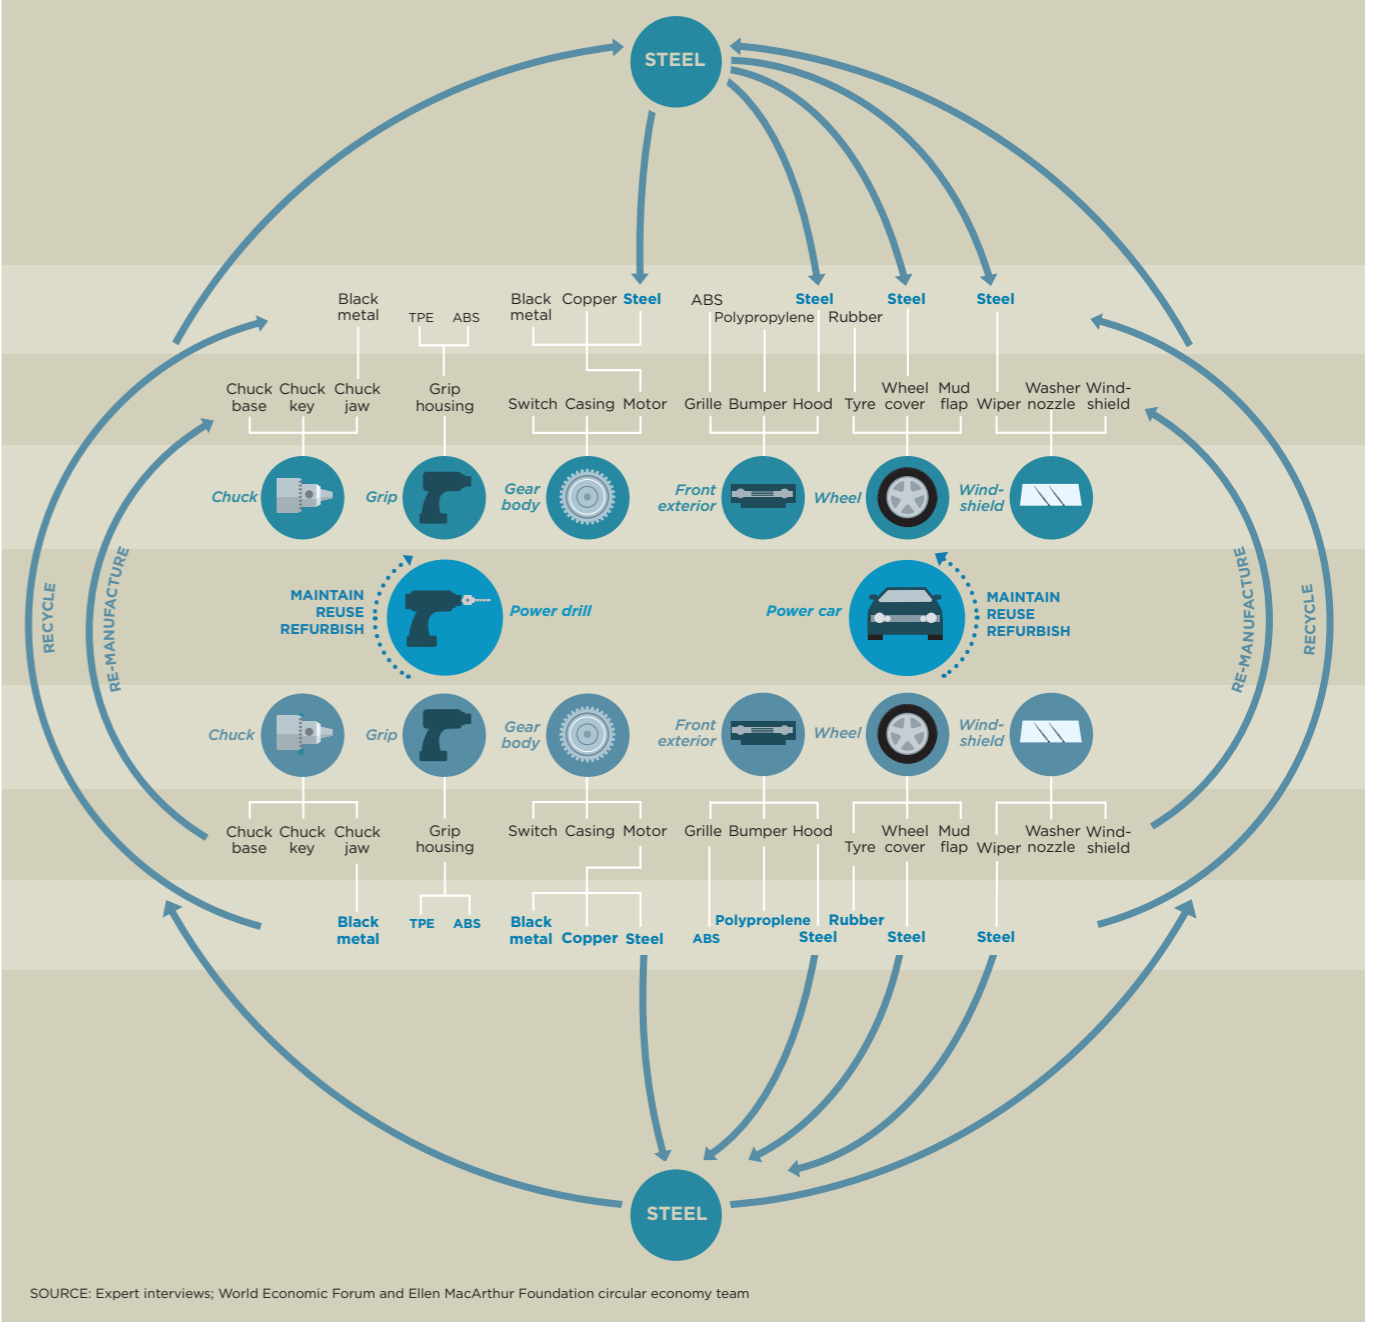 STEEL
Black
metal
TPE
ABS
Black
metal
Copper
Steel
ABS
Polypropylene
Steel
Rubber
Steel
Steel
Chuck
base
Chuck
key
Chuck
jaw
Grip
housing
Switch
Casing
Motor
Grille
Bumper
Hood
Tyre
Wheel
cover
Mud
flap
Wiper
Washer
nozzle
Wind-
shield
Chuck
Grip
Gear
body
Front
exterior
Wheel
Wind-
shield
RECYCLE
RE-MANUFACTURE
MAINTAIN
REUSE
REFURBISH
Power drill
Power car
MAINTAIN
REUSE
REFURBISH
RE-MANUFACTURE
RECYCLE
Chuck
Grip
Gear
body
Front
exterior
Wheel
Wind-
shield
Chuck
base
Chuck
key
Chuck
jaw
Grip
housing
Switch
Casing
Motor
Grille
Bumper
Hood
Tyre
Wheel
cover
Mud
flap
Wiper
Washer
nozzle
Wind-
shield
Black
metal
TPE
ABS
Black
metal
Copper
Steel
ABS
Polyproplene
Steel
Rubber
Steel
Steel
STEEL
SOURCE: Expert interviews; World Economic Forum and Ellen MacArthur Foundation circular economy team